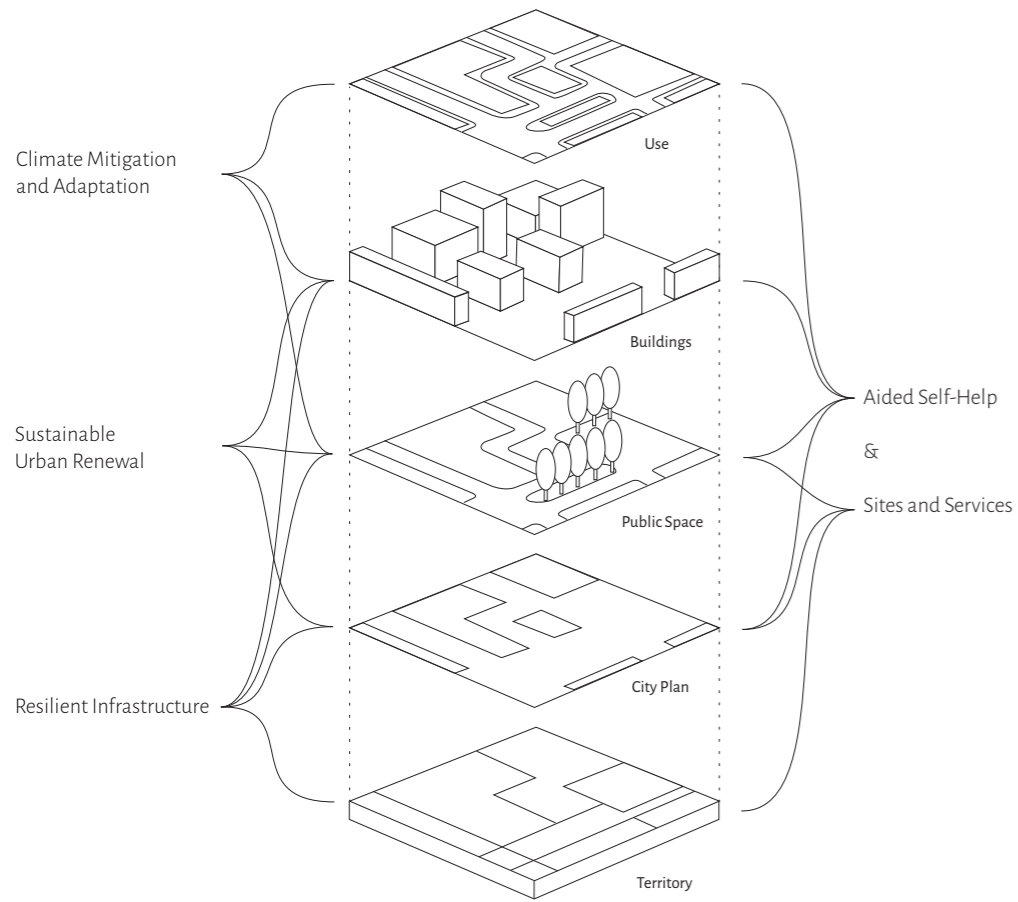 Use
Climate Mitigation
and Adaptation
Buildings
Aided Self-Help
&
Sustainable
Urban Renewal
Sites and Services
Public Space
City Plan
Resilient Infrastructure
Territory